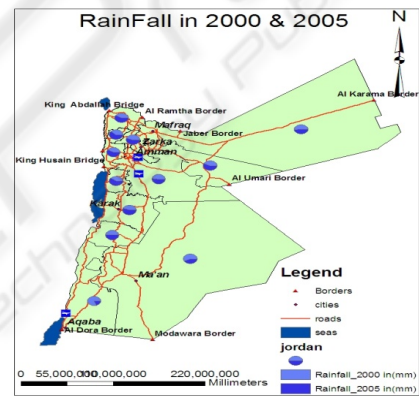 RainFall in 2000 & 2005
N
Al Karama Border
King Abdallah Bridge
Al Ramtha Border
Mafraq
Jaber Border
Zarka
Amman
King Husain Bridge
Al Umari Border
Karak
Ma'an
Aqaba
Al Dora Border
Modawara Border
Legend
Borders
cities
roads
seas
jordan
Rainfall_2000 in(mm)
Rainfall_2005 in(mm)
0 55,000,000 110,000,000 220,000,000
Millimeters